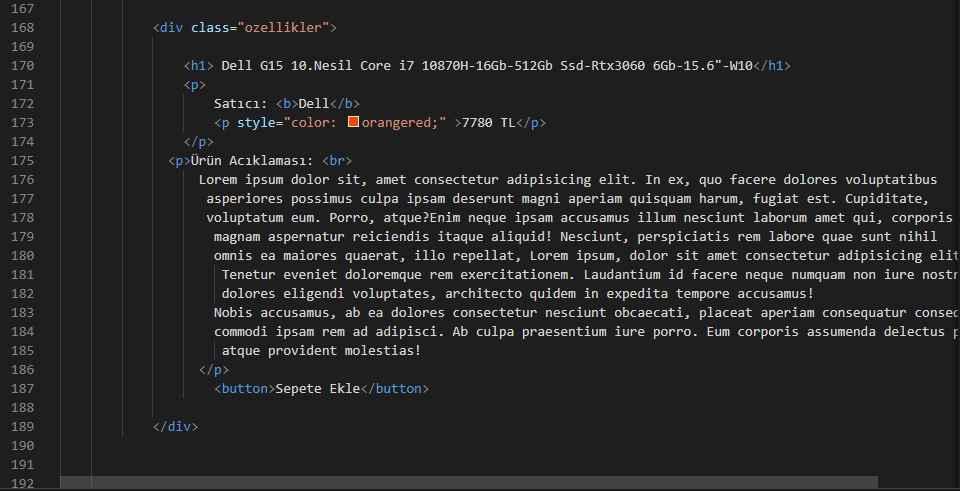 167
168 <div class="ozellikler">
169
170 <h1> Dell G15 10.Nesil Core i7 10870H-16Gb-512Gb Ssd-Rtx3060 6Gb-15.6"-W10</h1>
171 <p>
172 Satıcı: <b>Dell</b>
173 <p style="color: orangered;" >7780 TL</p>
174 </p>
175 <p>Ürün Acıklaması: <br>
176 Lorem ipsum dolor sit, amet consectetur adipisicing elit. In ex, quo facere dolores voluptatibus
177 asperiores possimus culpa ipsam deserunt magni aperiam quisquam harum, fugiat est. Cupiditate,
178 voluptatum eum. Porro, atque?Enim neque ipsam accusamus illum nesciunt laborum amet qui, corporis
179 magnam aspernatur reiciendis itaque aliquid! Nesciunt, perspiciatis rem labore quae sunt nihil
180 omnis ea maiores quaerat, illo repellat, Lorem ipsum, dolor sit amet consectetur adipisicing elit
181 Tenetur eveniet doloremque rem exercitationem. Laudantium id facere neque numquam non iure nostr
182 dolores eligendi voluptates, architecto quidem in expedita tempore accusamus!
183 Nobis accusamus, ab ea dolores consectetur nesciunt obcaecati, placeat aperiam consequatur consec
184 commodi ipsam rem ad adipisci. Ab culpa praesentium iure porro. Eum corporis assumenda delectus p
185 atque provident molestias!
186 </p>
187 <button>Sepete Ekle</button>
188
189 </div>
190
191
192